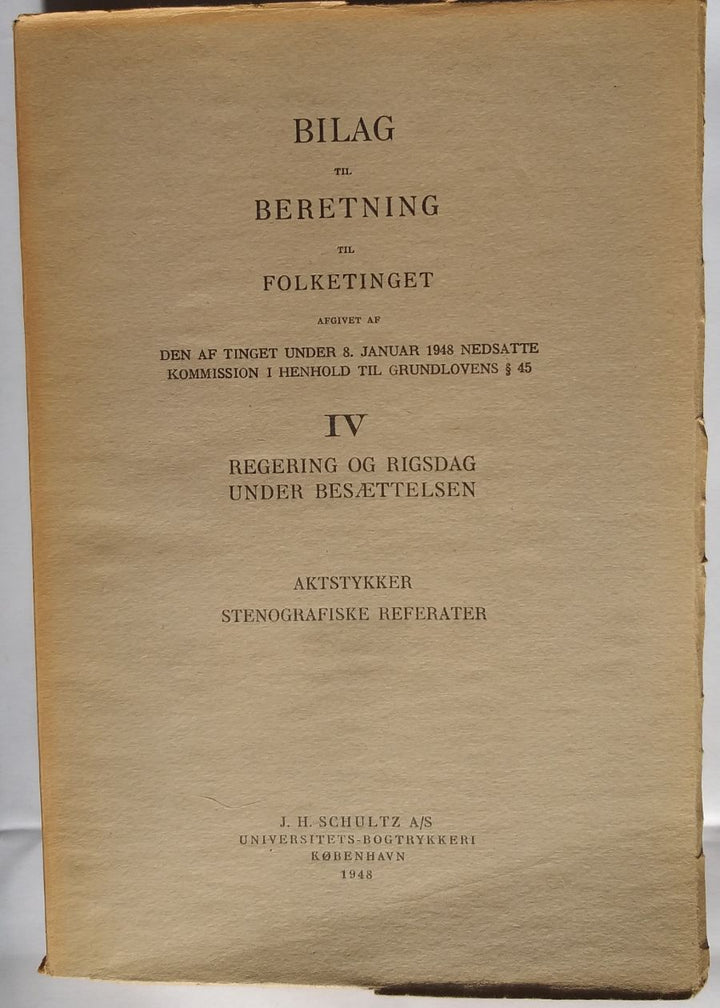 BILAG
TIL
BERETNING
TIL
FOLKETINGET
AFGIVET AF
DEN AF TINGET UNDER 8. JANUAR 1948 NEDSATTE
KOMMISSION I HENHOLD TIL GRUNDLOVENS § 45
IV
REGERING OG RIGSDAG
UNDER BESÆTTELSEN
AKTSTYKKER
STENOGRAFISKE REFERATER
J. H. SCHULTZ A/S
UNIVERSITETS-BOGTRYKKERI
KØBENHAVN
1948